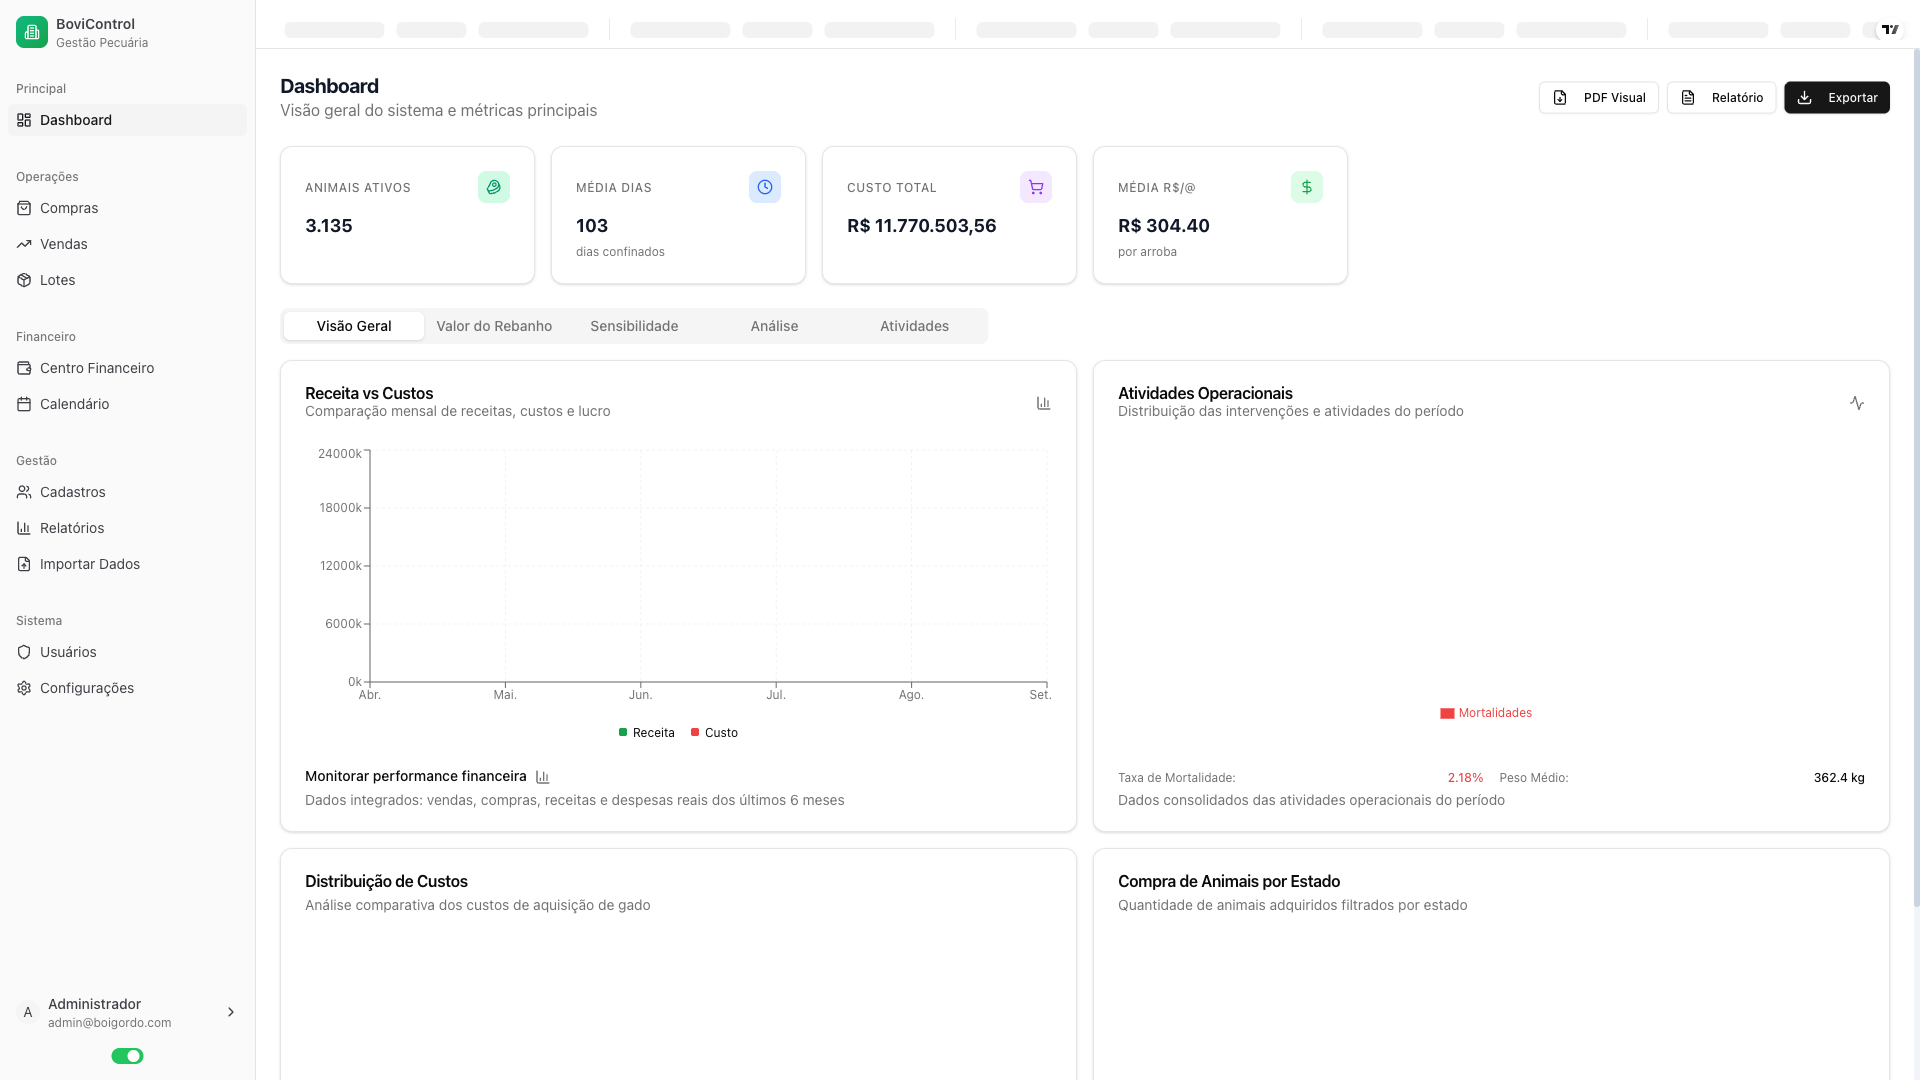 BoviControl
Gestão Pecuária
Principal
Dashboard
Operações
Compras
Vendas
Lotes
Financeiro
Centro Financeiro
Calendário
Gestão
Cadastros
Relatórios
Importar Dados
Sistema
Usuários
Configurações
A
Administrador
admin@boigordo.com
Dashboard
Visão geral do sistema e métricas principais
PDF Visual
Relatório
Exportar
ANIMAIS ATIVOS
3.135
MÉDIA DIAS
103
dias confinados
CUSTO TOTAL
R$ 11.770.503,56
MÉDIA R$/@
R$ 304.40
por arroba
Visão Geral
Valor do Rebanho
Sensibilidade
Análise
Atividades
Receita vs Custos
Comparação mensal de receitas, custos e lucro
24000k
18000k
12000k
6000k
0k
Abr.
Mai.
Jun.
Jul.
Ago.
Set.
Receita
Custo
Monitorar performance financeira
Dados integrados: vendas, compras, receitas e despesas reais dos últimos 6 meses
Atividades Operacionais
Distribuição das intervenções e atividades do período
Mortalidades
Taxa de Mortalidade:
2.18%
Peso Médio:
362.4 kg
Dados consolidados das atividades operacionais do período
Distribuição de Custos
Análise comparativa dos custos de aquisição de gado
Compra de Animais por Estado
Quantidade de animais adquiridos filtrados por estado